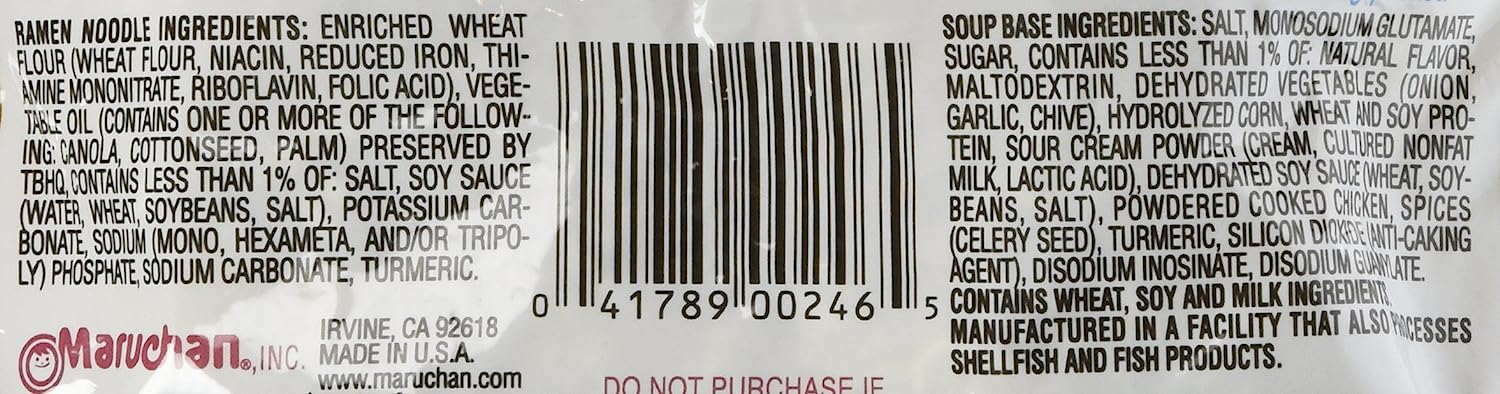 RAMEN NOODLE INGREDIENTS: ENRICHED WHEAT
FLOUR (WHEAT FLOUR, NIACIN, REDUCED IRON, THI-
AMINE MONONITRATE, RIBOFLAVIN, FOLIC ACID), VEGE-
TABLE OIL (CONTAINS ONE OR MORE OF THE FOLLOW-
ING: CANOLA, COTTONSEED, PALM) PRESERVED BY
TBHQ, CONTAINS LESS THAN 1% OF: SALT, SOY SAUCE
(WATER, WHEAT, SOYBEANS, SALT), POTASSIUM CAR-
BONATE, SODIUM (MONO, HEXAMETA, AND/OR TRIPO-
LY) PHOSPHATE, SODIUM CARBONATE, TURMERIC.
Maruchan®, INC.
IRVINE, CA 92618
MADE IN U.S.A.
www.maruchan.com
0 41789 00246 5
DO NOT PURCHASE IF
SOUP BASE INGREDIENTS: SALT, MONOSODIUM GLUTAMATE,
SUGAR, CONTAINS LESS THAN 1% OF: NATURAL FLAVOR,
MALTODEXTRIN, DEHYDRATED VEGETABLES (ONION,
GARLIC, CHIVE), HYDROLYZED CORN, WHEAT AND SOY PRO-
TEIN, SOUR CREAM POWDER (CREAM, CULTURED NONFAT
MILK, LACTIC ACID), DEHYDRATED SOY SAUCE (WHEAT, SOY-
BEANS, SALT), POWDERED COOKED CHICKEN, SPICES
(CELERY SEED), TURMERIC, SILICON DIOXIDE (ANTI-CAKING
AGENT), DISODIUM INOSINATE, DISODIUM GUANYLATE.
CONTAINS WHEAT, SOY AND MILK INGREDIENTS.
MANUFACTURED IN A FACILITY THAT ALSO PROCESSES
SHELLFISH AND FISH PRODUCTS.